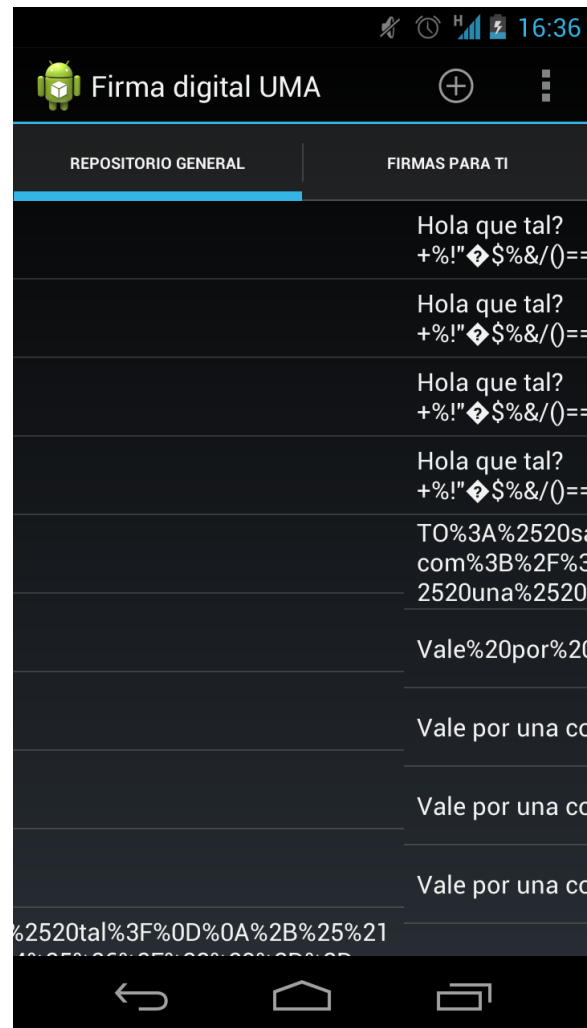 H 16:36
Firma digital UMA
REPOSITORIO GENERAL
FIRMAS PARA TI
Hola que tal?
+%!"�$%&/()==
Hola que tal?
+%!"�$%&/()==
Hola que tal?
+%!"�$%&/()==
Hola que tal?
+%!"�$%&/()==
TO%3A%2520sa
com%3B%2F%3
2520una%2520
Vale%20por%20
Vale por una co
Vale por una co
Vale por una co
%2520tal%3F%0D%0A%2B%25%21